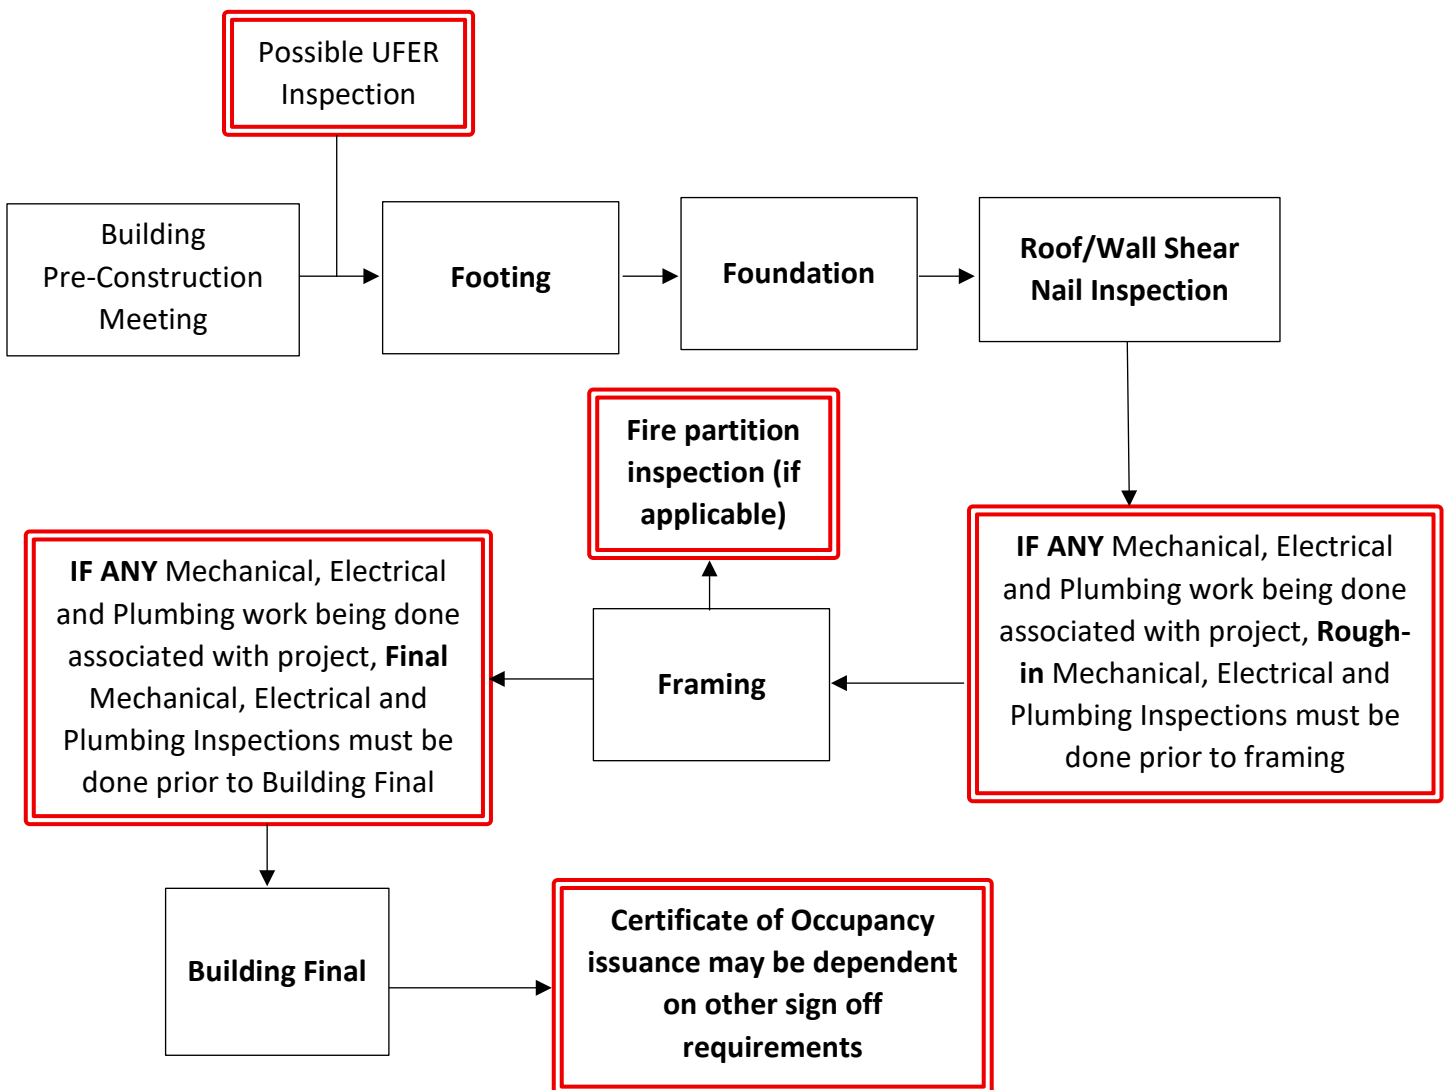 Possible UFER
Inspection
Building
Pre-Construction
Meeting
Footing
Foundation
Roof/Wall Shear
Nail Inspection
Fire partition
inspection (if
applicable)
IF ANY Mechanical, Electrical
and Plumbing work being done
associated with project, Rough-
in Mechanical, Electrical and
Plumbing Inspections must be
done prior to framing
Framing
IF ANY Mechanical, Electrical
and Plumbing work being done
associated with project, Final
Mechanical, Electrical and
Plumbing Inspections must be
done prior to Building Final
Building Final
Certificate of Occupancy
issuance may be dependent
on other sign off
requirements